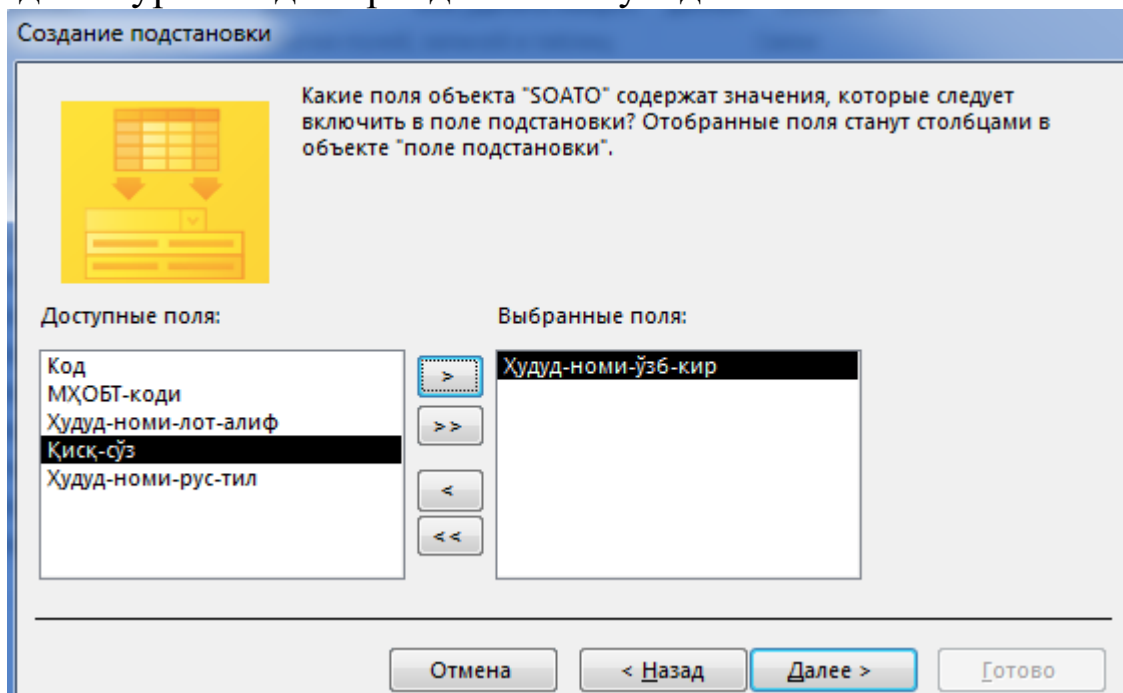 Создание подстановки
Какие поля объекта "SOATO" содержат значения, которые следует
включить в поле подстановки? Отобранные поля станут столбцами в
объекте "поле подстановки".
Доступные поля:
Выбранные поля:
Код
МҲОБТ-коди
Ҳудуд-номи-лот-алиф
Қисқ-сўз
Ҳудуд-номи-рус-тил
>
>>
<
<<
Ҳудуд-номи-ўзб-кир
Отмена
< Назад
Далее >
Готово